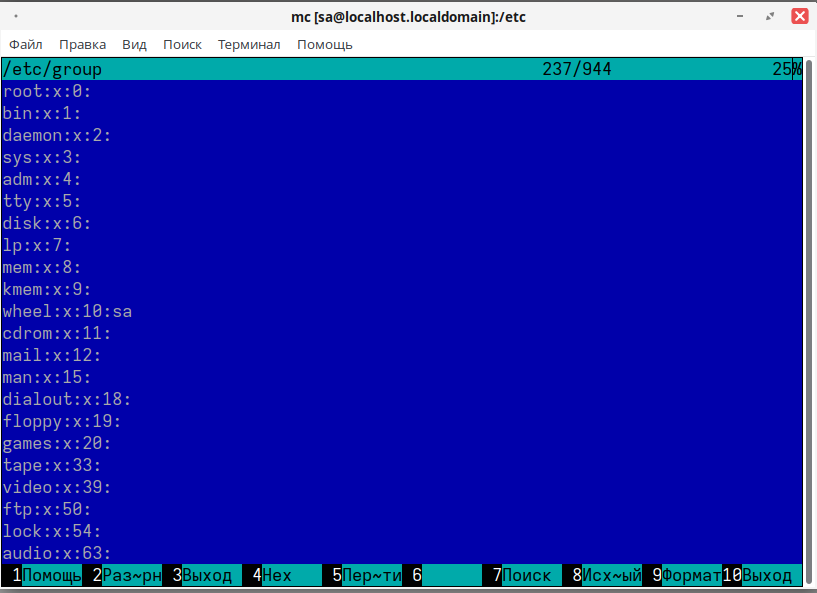 mc [sa@localhost.localdomain]:/etc
Файл Правка Вид Поиск Терминал Помощь
/etc/group 237/944 25%
root:x:0:
bin:x:1:
daemon:x:2:
sys:x:3:
adm:x:4:
tty:x:5:
disk:x:6:
lp:x:7:
mem:x:8:
kmem:x:9:
wheel:x:10:sa
cdrom:x:11:
mail:x:12:
man:x:15:
dialout:x:18:
floppy:x:19:
games:x:20:
tape:x:33:
video:x:39:
ftp:x:50:
lock:x:54:
audio:x:63:
1Помощь 2Раз~рн 3Выход 4Hex 5Пер~ти 6 7Поиск 8Исх~ый 9Формат 10Выход